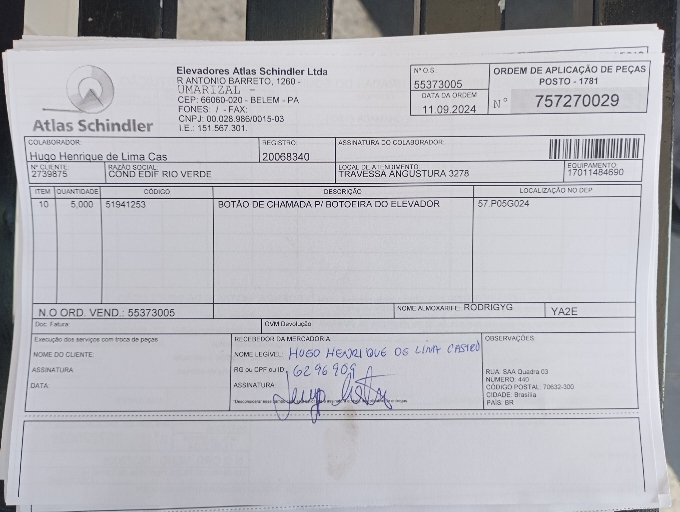 Atlas Schindler
Elevadores Atlas Schindler Ltda
R ANTONIO BARRETO, 1260 -
UMARIZAL -
CEP: 66060-020 - BELEM - PA
FONES: / - FAX:
CNPJ: 00.028.986/0015-03
I.E.: 151.567.301.
Nº O.S.
55373005
DATA DA ORDEM
11.09.2024
ORDEM DE APLICAÇÃO DE PEÇAS
POSTO - 1781
N° 757270029
COLABORADOR: REGISTRO: ASSINATURA DO COLABORADOR:
Hugo Henrique de Lima Cas 20068340
Nº CLIENTE: RAZÃO SOCIAL: LOCAL DE ATENDIMENTO: EQUIPAMENTO:
2739875 COND EDIF RIO VERDE TRAVESSA ANGUSTURA 3278 17011484690
ITEM QUANTIDADE CÓDIGO DESCRIÇÃO LOCALIZAÇÃO NO DEP
10 5,000 51941253 BOTÃO DE CHAMADA P/ BOTOEIRA DO ELEVADOR 57.P05G024
N.O ORD. VEND.: 55373005 NOME ALMOXARIFE: RODRIGYG YA2E
Doc. Fatura GVM Devolução
Execução dos serviços com troca de peças
NOME DO CLIENTE:
ASSINATURA
DATA:
RECEBEDOR DA MERCADORIA:
NOME LEGÍVEL: HUGO HENRIQUE DE LIMA CASTRO
RG ou CPF ou ID: 6296909
ASSINATURA:
OBSERVAÇÕES:
RUA: SAA Quadra 03
NÚMERO: 440
CÓDIGO POSTAL: 70632-300
CIDADE: Brasília
PAÍS: BR